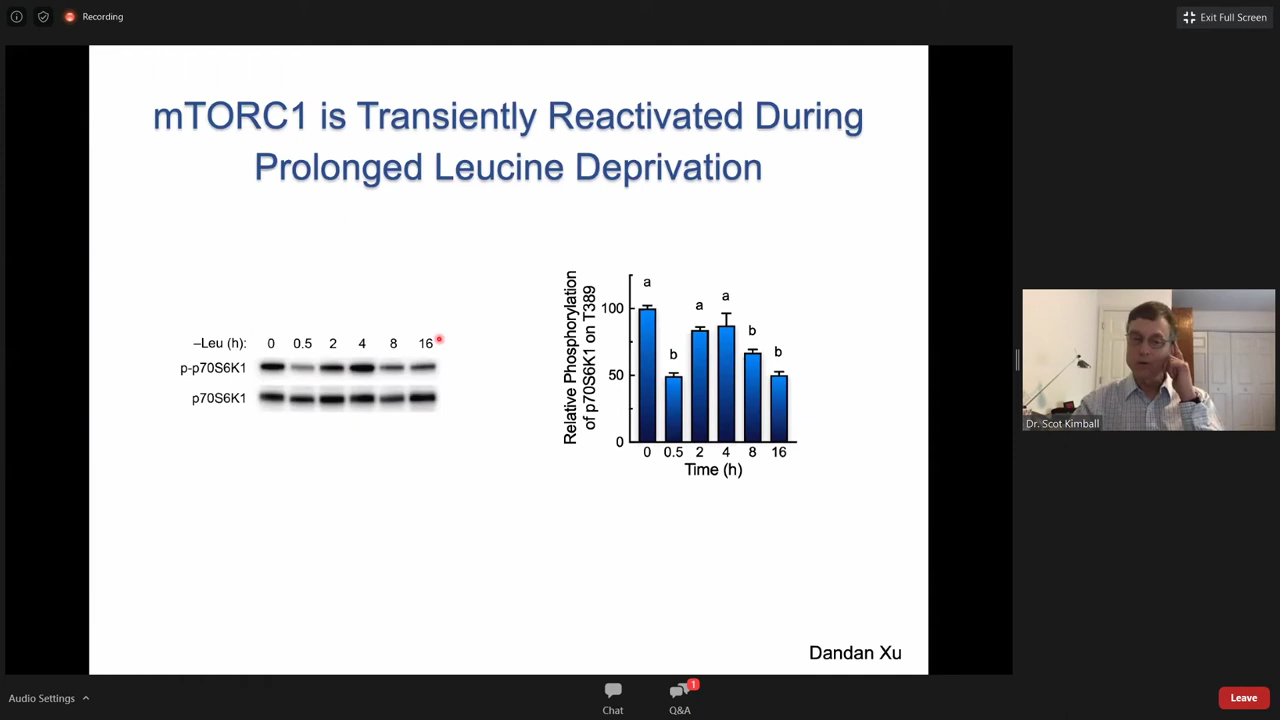 Recording
Exit Full Screen
mTORC1 is Transiently Reactivated During
Prolonged Leucine Deprivation
–Leu (h): 0 0.5 2 4 8 16
p-p70S6K1
p70S6K1
Relative Phosphorylation
of p70S6K1 on T389
100
50
0
a
b
a
a
b
b
0 0.5 2 4 8 16
Time (h)
Dandan Xu
Dr. Scot Kimball
Audio Settings
Chat
1
Q&A
Leave